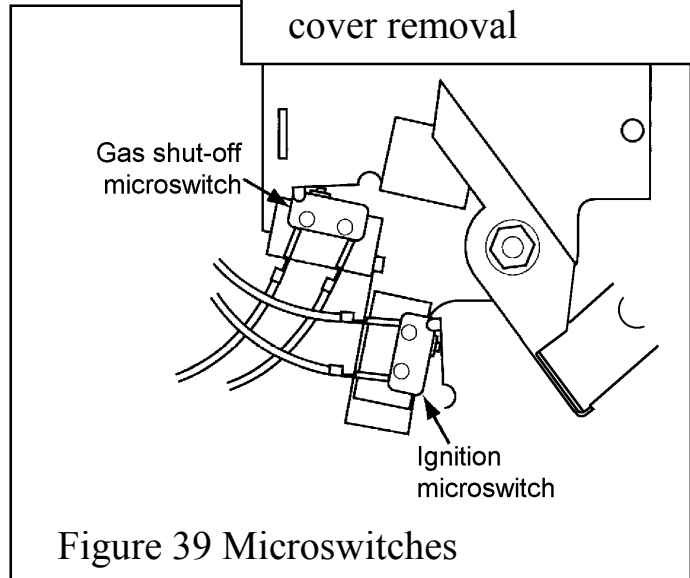 cover removal
Gas shut-off
microswitch
Ignition
microswitch
Figure 39 Microswitches